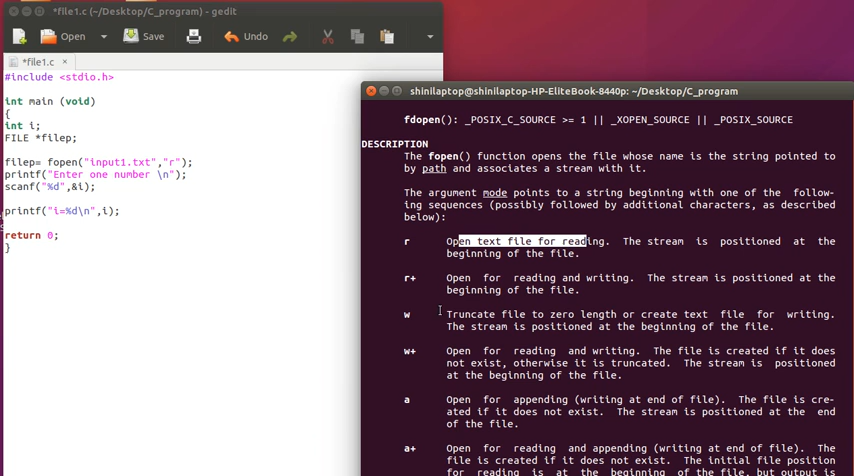 *file1.c (~/Desktop/C_program) - gedit
Open Save Undo
*file1.c ×
#include <stdio.h>
int main (void)
{
int i;
FILE *filep;
filep= fopen("input1.txt","r");
printf("Enter one number \n");
scanf("%d",&i);
printf("i=%d\n",i);
return 0;
}
shinilaptop@shinilaptop-HP-EliteBook-8440p: ~/Desktop/C_program
fdopen(): _POSIX_C_SOURCE >= 1 || _XOPEN_SOURCE || _POSIX_SOURCE
DESCRIPTION
The fopen() function opens the file whose name is the string pointed to
by path and associates a stream with it.
The argument mode points to a string beginning with one of the follow-
ing sequences (possibly followed by additional characters, as described
below):
r Open text file for reading. The stream is positioned at the
beginning of the file.
r+ Open for reading and writing. The stream is positioned at the
beginning of the file.
w Truncate file to zero length or create text file for writing.
The stream is positioned at the beginning of the file.
w+ Open for reading and writing. The file is created if it does
not exist, otherwise it is truncated. The stream is positioned
at the beginning of the file.
a Open for appending (writing at end of file). The file is cre-
ated if it does not exist. The stream is positioned at the end
of the file.
a+ Open for reading and appending (writing at end of file). The
file is created if it does not exist. The initial file position
for reading is at the beginning of the file, but output is